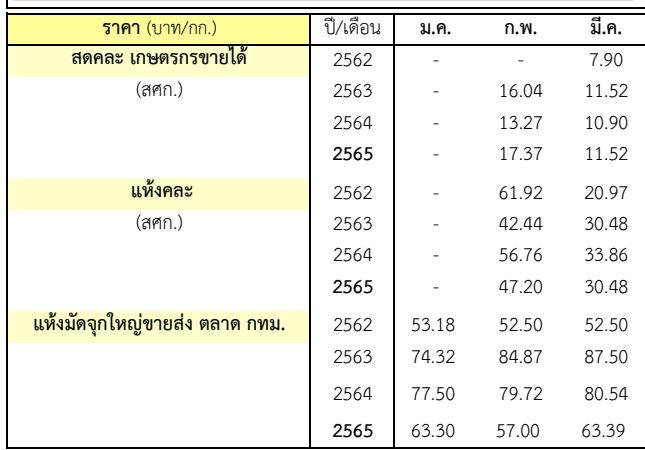 ราคา (บาท/กก.) ปี/เดือน ม.ค. ก.พ. มี.ค.
สดคละ เกษตรกรขายได้ 2562 - - 7.90
(สศก.) 2563 - 16.04 11.52
2564 - 13.27 10.90
2565 - 17.37 11.52
แห้งคละ 2562 - 61.92 20.97
(สศก.) 2563 - 42.44 30.48
2564 - 56.76 33.86
2565 - 47.20 30.48
แห้งมัดจุกใหญ่ขายส่ง ตลาด กทม. 2562 53.18 52.50 52.50
2563 74.32 84.87 87.50
2564 77.50 79.72 80.54
2565 63.30 57.00 63.39